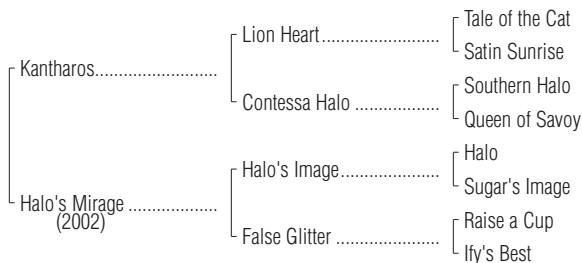 Tale of the Cat
Lion Heart........................
Satin Sunrise
Kantharos.........................
Southern Halo
Contessa Halo .................
Queen of Savoy
Halo
Halo's Image....................
Sugar's Image
Halo's Mirage ..................
(2002)
Raise a Cup
False Glitter .....................
Ify's Best